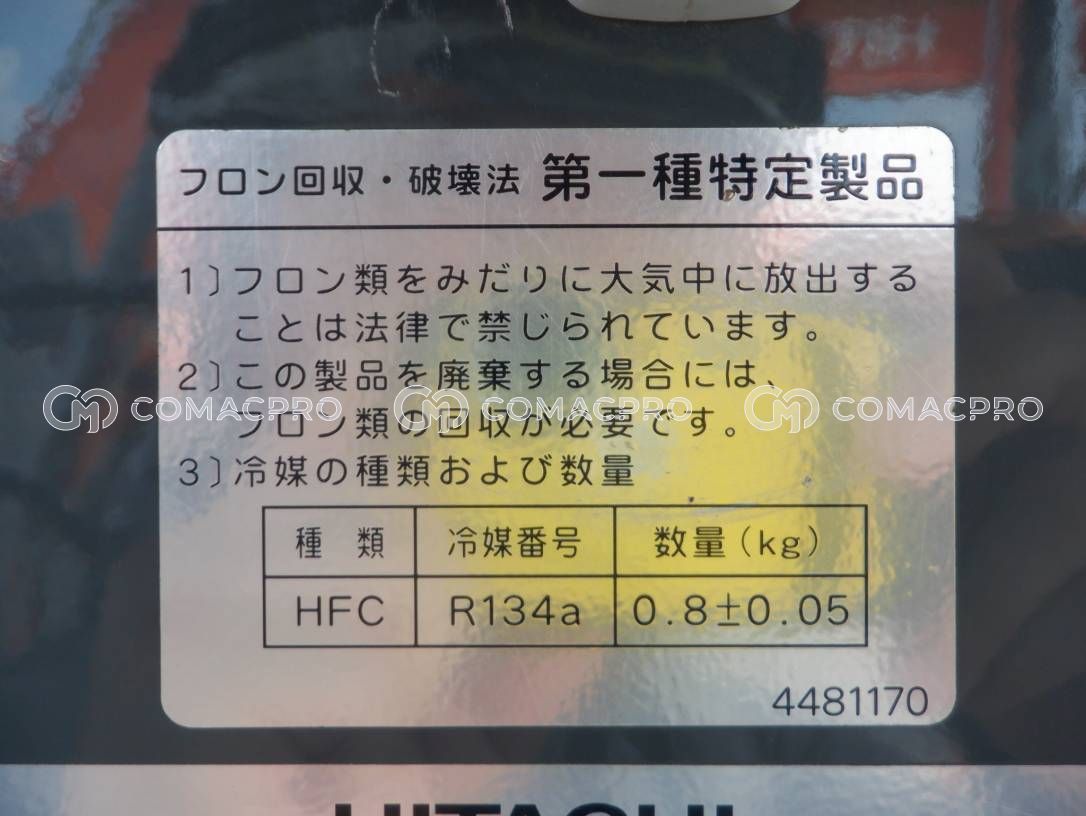 フロン回収・破壊法 第一種特定製品
1)フロン類をみだりに大気中に放出する
ことは法律で禁じられています。
2)この製品を廃棄する場合には、
フロン類の回収が必要です。
COMACPRO COMACPRO COMACPRO
3)冷媒の種類および数量
種類 冷媒番号 数量(kg)
HFC R134a 0.8±0.05
4481170
HITACHI